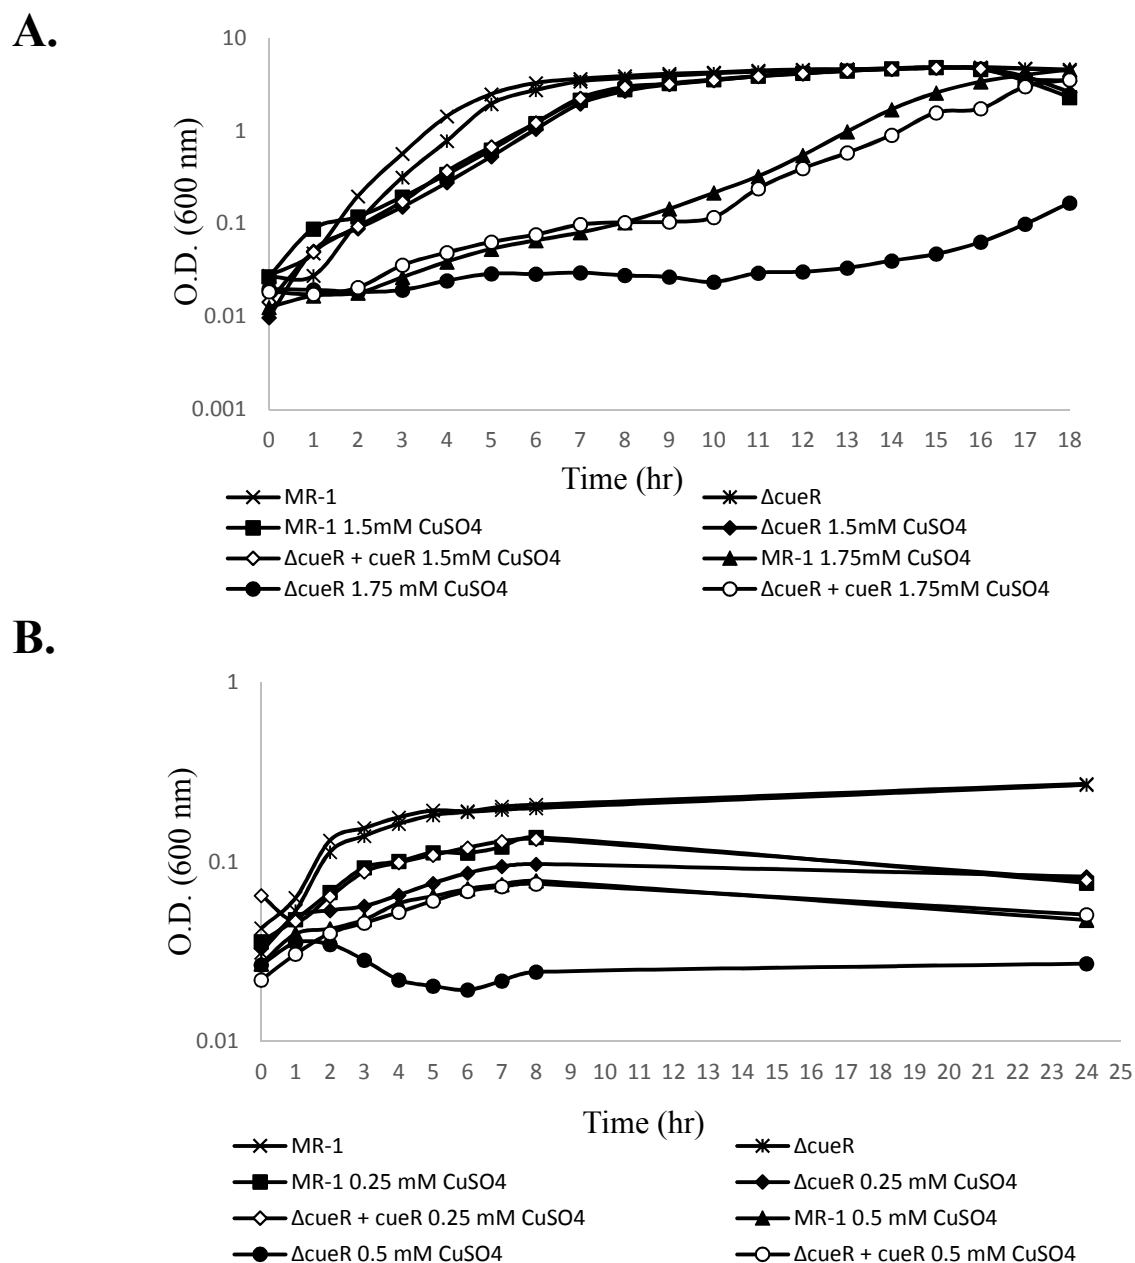 A.
10
1
0.1
0.01
0.001
O.D. (600 nm)
0 1 2 3 4 5 6 7 8 9 10 11 12 13 14 15 16 17 18
Time (hr)
MR-1 ΔcueR
MR-1 1.5mM CuSO4 ΔcueR 1.5mM CuSO4
ΔcueR + cueR 1.5mM CuSO4 MR-1 1.75mM CuSO4
ΔcueR 1.75 mM CuSO4 ΔcueR + cueR 1.75mM CuSO4
B.
1
0.1
0.01
O.D. (600 nm)
0 1 2 3 4 5 6 7 8 9 10 11 12 13 14 15 16 17 18 19 20 21 22 23 24 25
Time (hr)
MR-1 ΔcueR
MR-1 0.25 mM CuSO4 ΔcueR 0.25 mM CuSO4
ΔcueR + cueR 0.25 mM CuSO4 MR-1 0.5 mM CuSO4
ΔcueR 0.5 mM CuSO4 ΔcueR + cueR 0.5 mM CuSO4